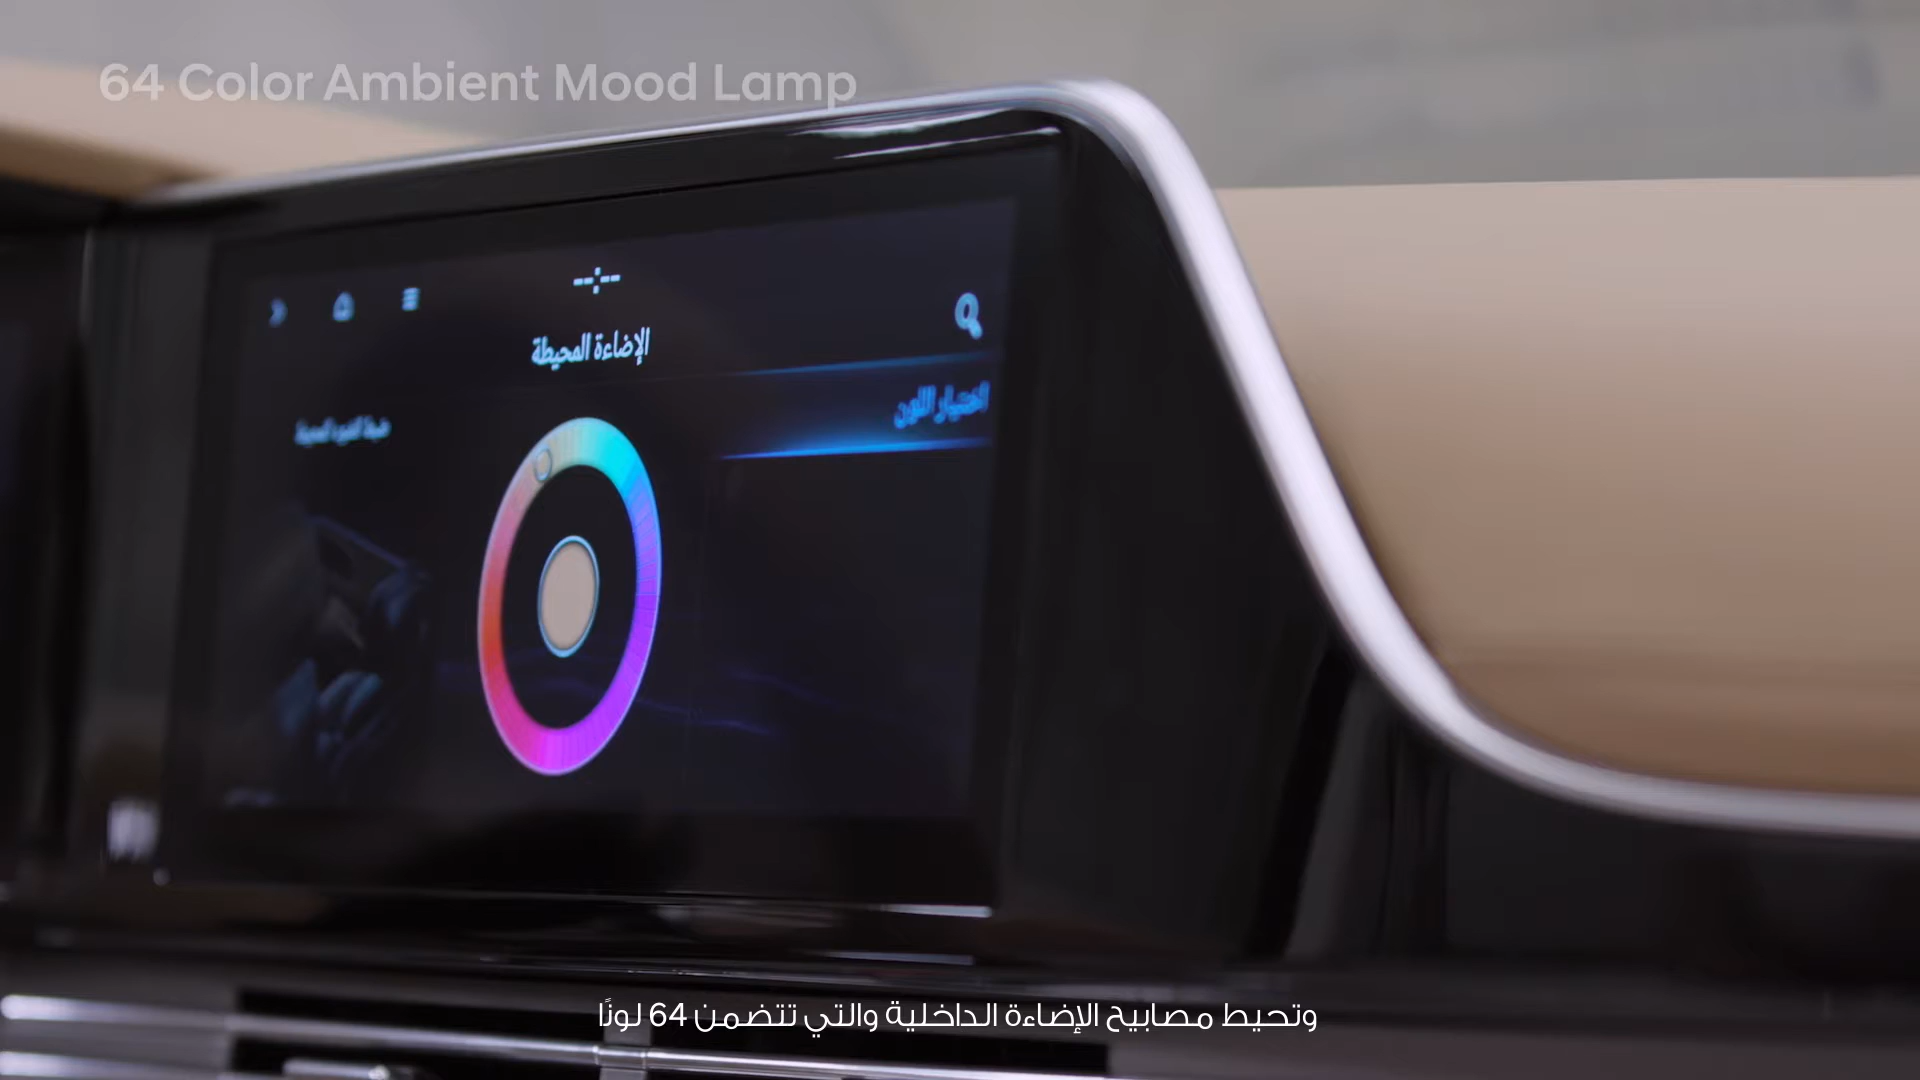 64 Color Ambient Mood Lamp
--:--
الإضاءة المحيطة
اختيار اللون
وتحيط مصابيح الإضاءة الداخلية والتي تتضمن 64 لونًا